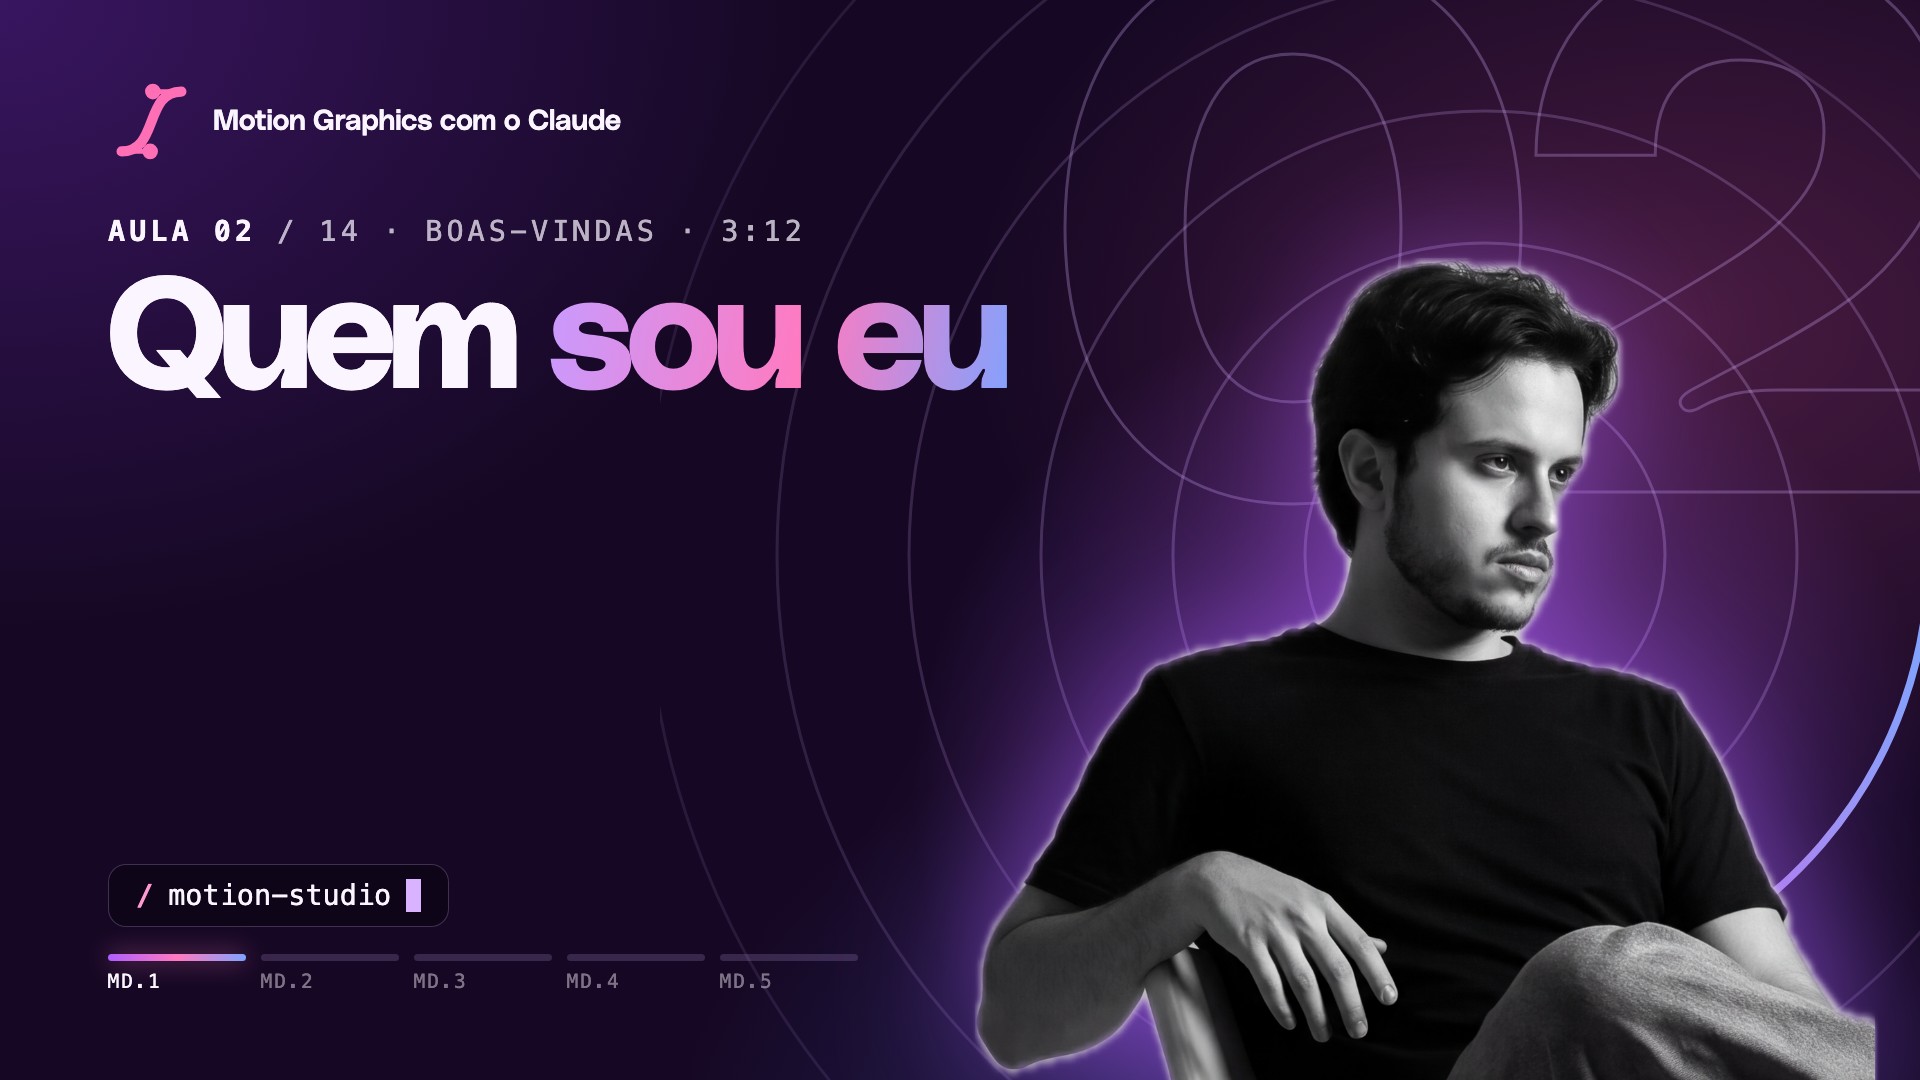 Motion Graphics com o Claude
02
AULA 02 / 14 · BOAS-VINDAS · 3:12
Quem sou eu
/ motion-studio
MD.1 MD.2 MD.3 MD.4 MD.5